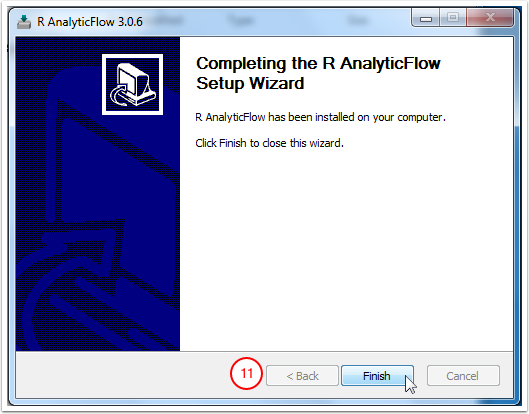 R AnalyticFlow 3.0.6
Completing the R AnalyticFlow
Setup Wizard
R AnalyticFlow has been installed on your computer.
Click Finish to close this wizard.
11
< Back
Finish
Cancel